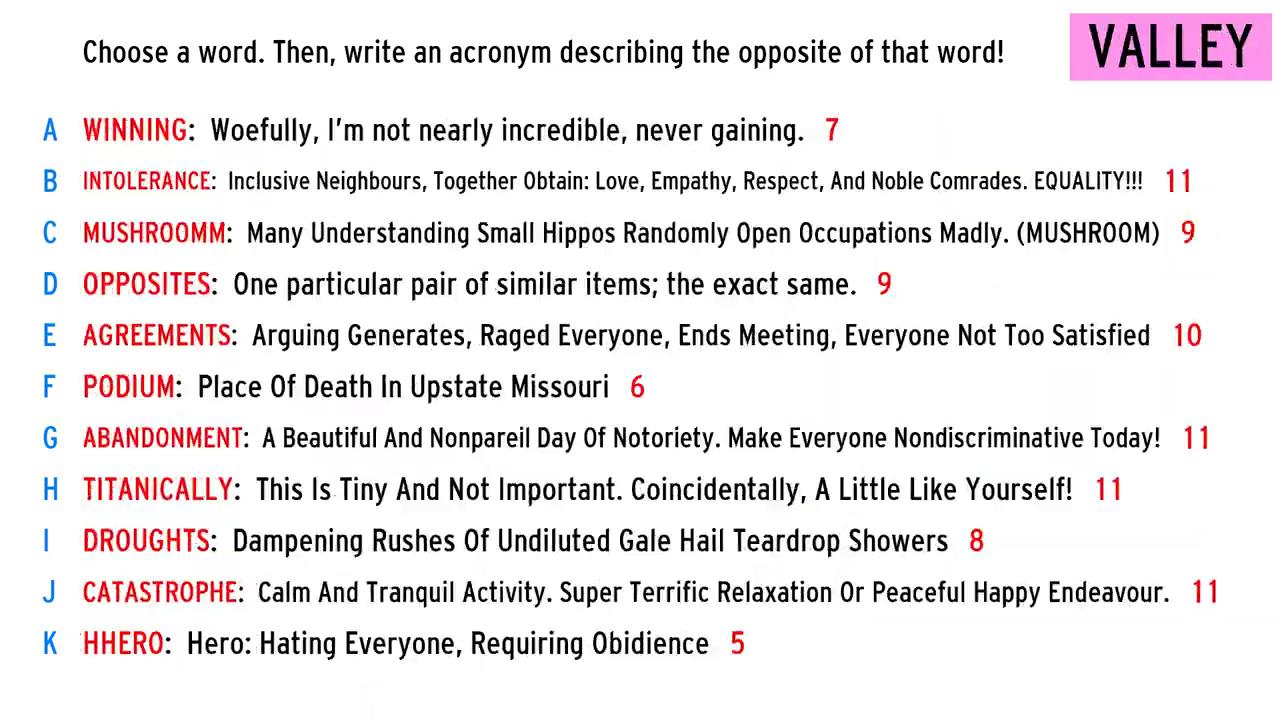 Choose a word. Then, write an acronym describing the opposite of that word!
VALLEY
A WINNING: Woefully, I'm not nearly incredible, never gaining. 7
B INTOLERANCE: Inclusive Neighbours, Together Obtain: Love, Empathy, Respect, And Noble Comrades. EQUALITY!!! 11
C MUSHROOMM: Many Understanding Small Hippos Randomly Open Occupations Madly. (MUSHROOM) 9
D OPPOSITES: One particular pair of similar items; the exact same. 9
E AGREEMENTS: Arguing Generates, Raged Everyone, Ends Meeting, Everyone Not Too Satisfied 10
F PODIUM: Place Of Death In Upstate Missouri 6
G ABANDONMENT: A Beautiful And Nonpareil Day Of Notoriety. Make Everyone Nondiscriminative Today! 11
H TITANICALLY: This Is Tiny And Not Important. Coincidentally, A Little Like Yourself! 11
I DROUGHTS: Dampening Rushes Of Undiluted Gale Hail Teardrop Showers 8
J CATASTROPHE: Calm And Tranquil Activity. Super Terrific Relaxation Or Peaceful Happy Endeavour. 11
K HHERO: Hero: Hating Everyone, Requiring Obidience 5